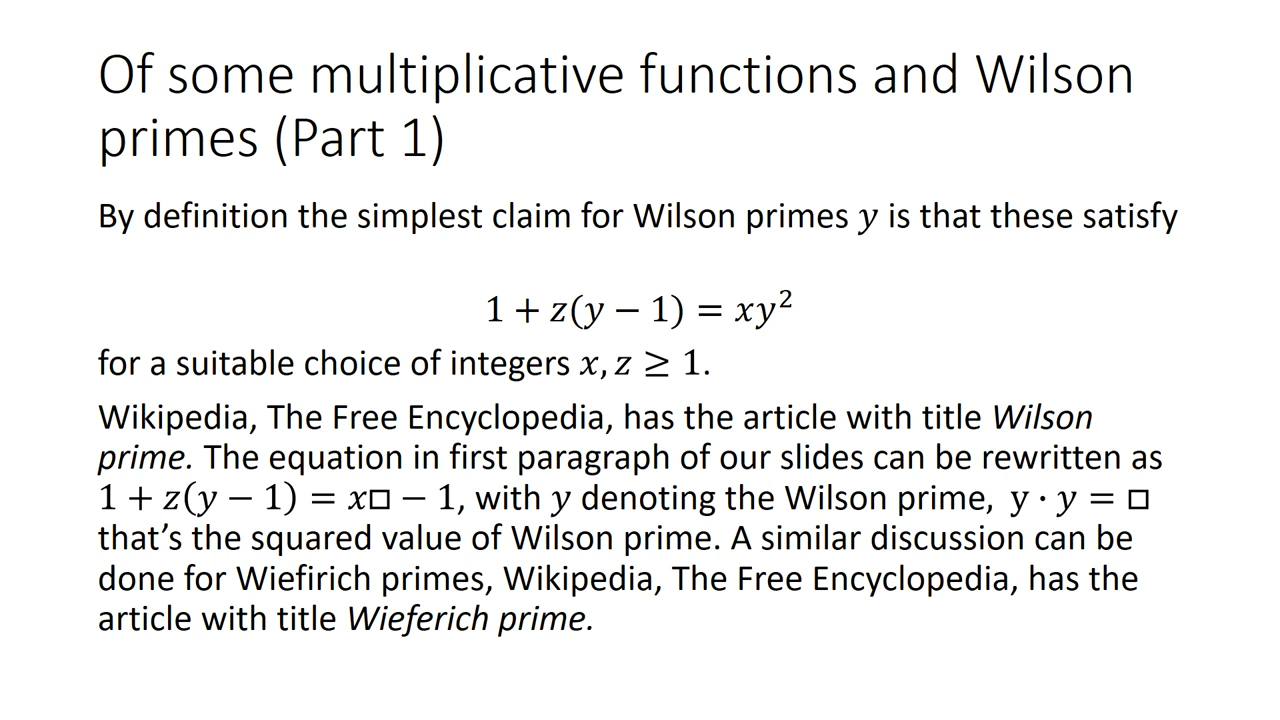 Of some multiplicative functions and Wilson
primes (Part 1)
By definition the simplest claim for Wilson primes 𝑦 is that these satisfy
1 + 𝑧(𝑦 − 1) = 𝑥𝑦²
for a suitable choice of integers 𝑥, 𝑧 ≥ 1.
Wikipedia, The Free Encyclopedia, has the article with title Wilson
prime. The equation in first paragraph of our slides can be rewritten as
1 + 𝑧(𝑦 − 1) = 𝑥□ − 1, with 𝑦 denoting the Wilson prime, y · 𝑦 = □
that’s the squared value of Wilson prime. A similar discussion can be
done for Wiefirich primes, Wikipedia, The Free Encyclopedia, has the
article with title Wieferich prime.